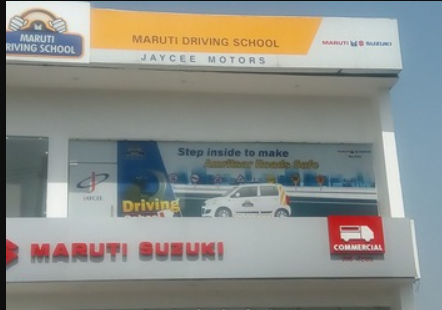 MARUTI
DRIVING SCHOOL
MARUTI DRIVING SCHOOL
MARUTI SUZUKI
JAYCEE MOTORS
Step inside to make
Amritsar Roads Safe
JAYCEE
Driving
MARUTI SUZUKI
COMMERCIAL